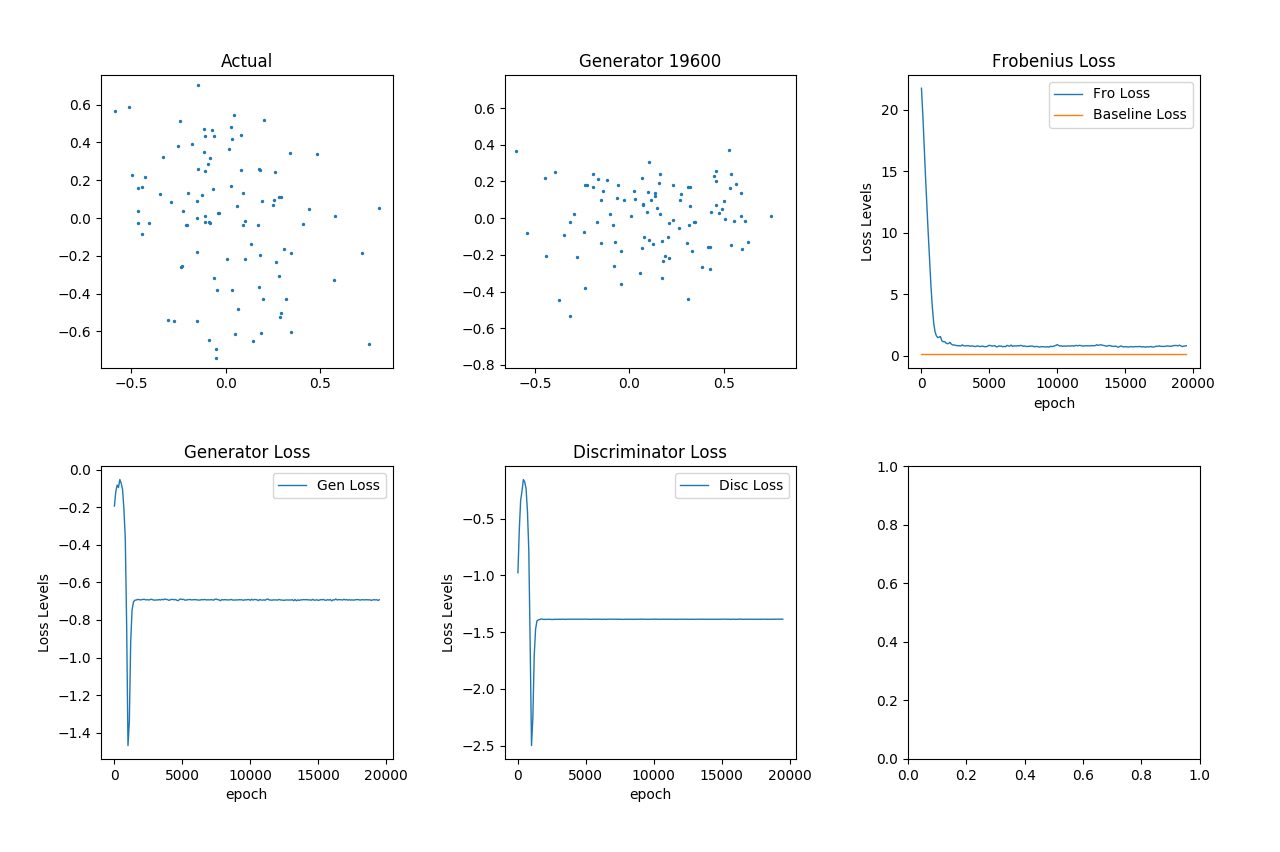 Actual
0.6
0.4
0.2
0.0
−0.2
−0.4
−0.6
−0.5 0.0 0.5
Generator 19600
0.6
0.4
0.2
0.0
−0.2
−0.4
−0.6
−0.8
−0.5 0.0 0.5
Frobenius Loss
Fro Loss
Baseline Loss
Loss Levels
20
15
10
5
0
0 5000 10000 15000 20000
epoch
Generator Loss
Gen Loss
Loss Levels
0.0
−0.2
−0.4
−0.6
−0.8
−1.0
−1.2
−1.4
0 5000 10000 15000 20000
epoch
Discriminator Loss
Disc Loss
Loss Levels
−0.5
−1.0
−1.5
−2.0
−2.5
0 5000 10000 15000 20000
epoch
1.0
0.8
0.6
0.4
0.2
0.0
0.0 0.2 0.4 0.6 0.8 1.0